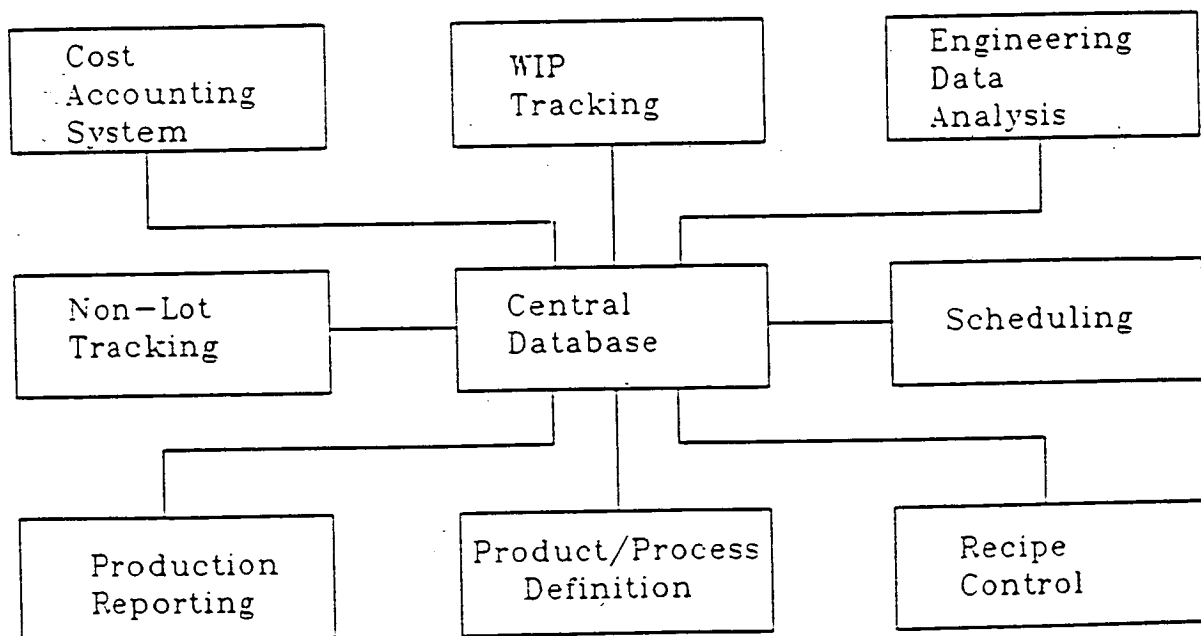 Cost
Accounting
System
WIP
Tracking
Engineering
Data
Analysis
Non-Lot
Tracking
Central
Database
Scheduling
Production
Reporting
Product/Process
Definition
Recipe
Control